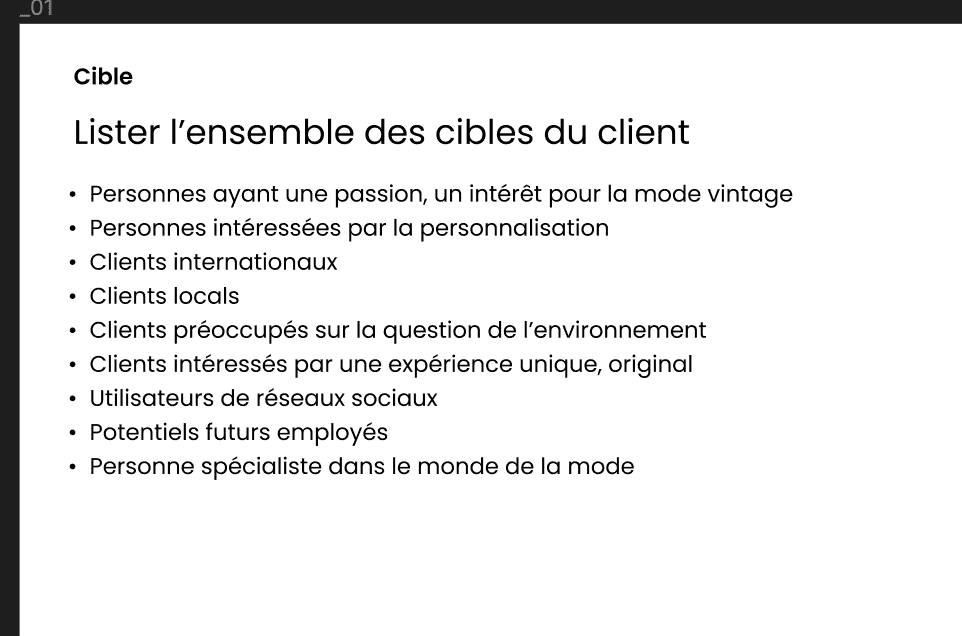 _01
Cible
Lister l’ensemble des cibles du client
• Personnes ayant une passion, un intérêt pour la mode vintage
• Personnes intéressées par la personnalisation
• Clients internationaux
• Clients locals
• Clients préoccupés sur la question de l’environnement
• Clients intéressés par une expérience unique, original
• Utilisateurs de réseaux sociaux
• Potentiels futurs employés
• Personne spécialiste dans le monde de la mode